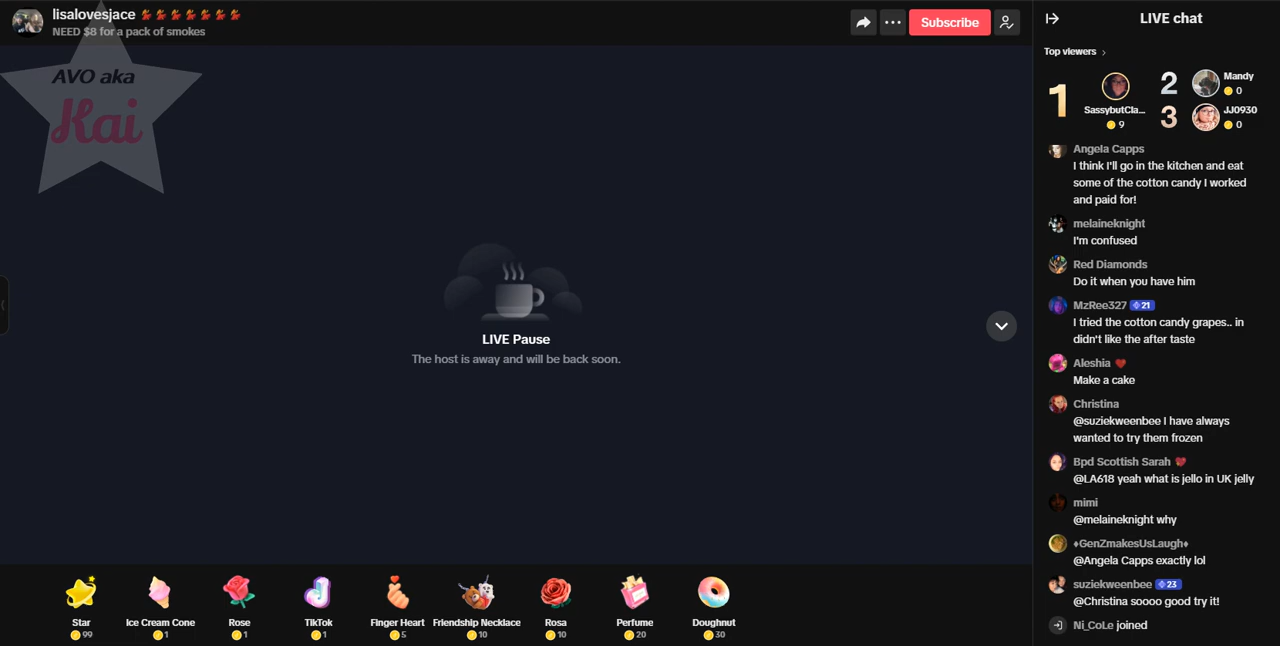 lisalovesjace 💃💃💃💃💃💃💃
NEED $8 for a pack of smokes
Subscribe
AVO aka
Kai
LIVE Pause
The host is away and will be back soon.
Star
99
Ice Cream Cone
1
Rose
1
TikTok
1
Finger Heart
5
Friendship Necklace
10
Rosa
10
Perfume
20
Doughnut
30
LIVE chat
Top viewers
1
SassybutCla...
9
2
Mandy
0
3
JJ0930
0
Angela Capps
I think I'll go in the kitchen and eat
some of the cotton candy I worked
and paid for!
melaineknight
I'm confused
Red Diamonds
Do it when you have him
MzRee327 21
I tried the cotton candy grapes.. in
didn't like the after taste
Aleshia ❤️
Make a cake
Christina
@suziekweenbee I have always
wanted to try them frozen
Bpd Scottish Sarah 💖
@LA618 yeah what is jello in UK jelly
mimi
@melaineknight why
♦GenZmakesUsLaugh♦
@Angela Capps exactly lol
suziekweenbee 23
@Christina soooo good try it!
Ni_CoLe joined